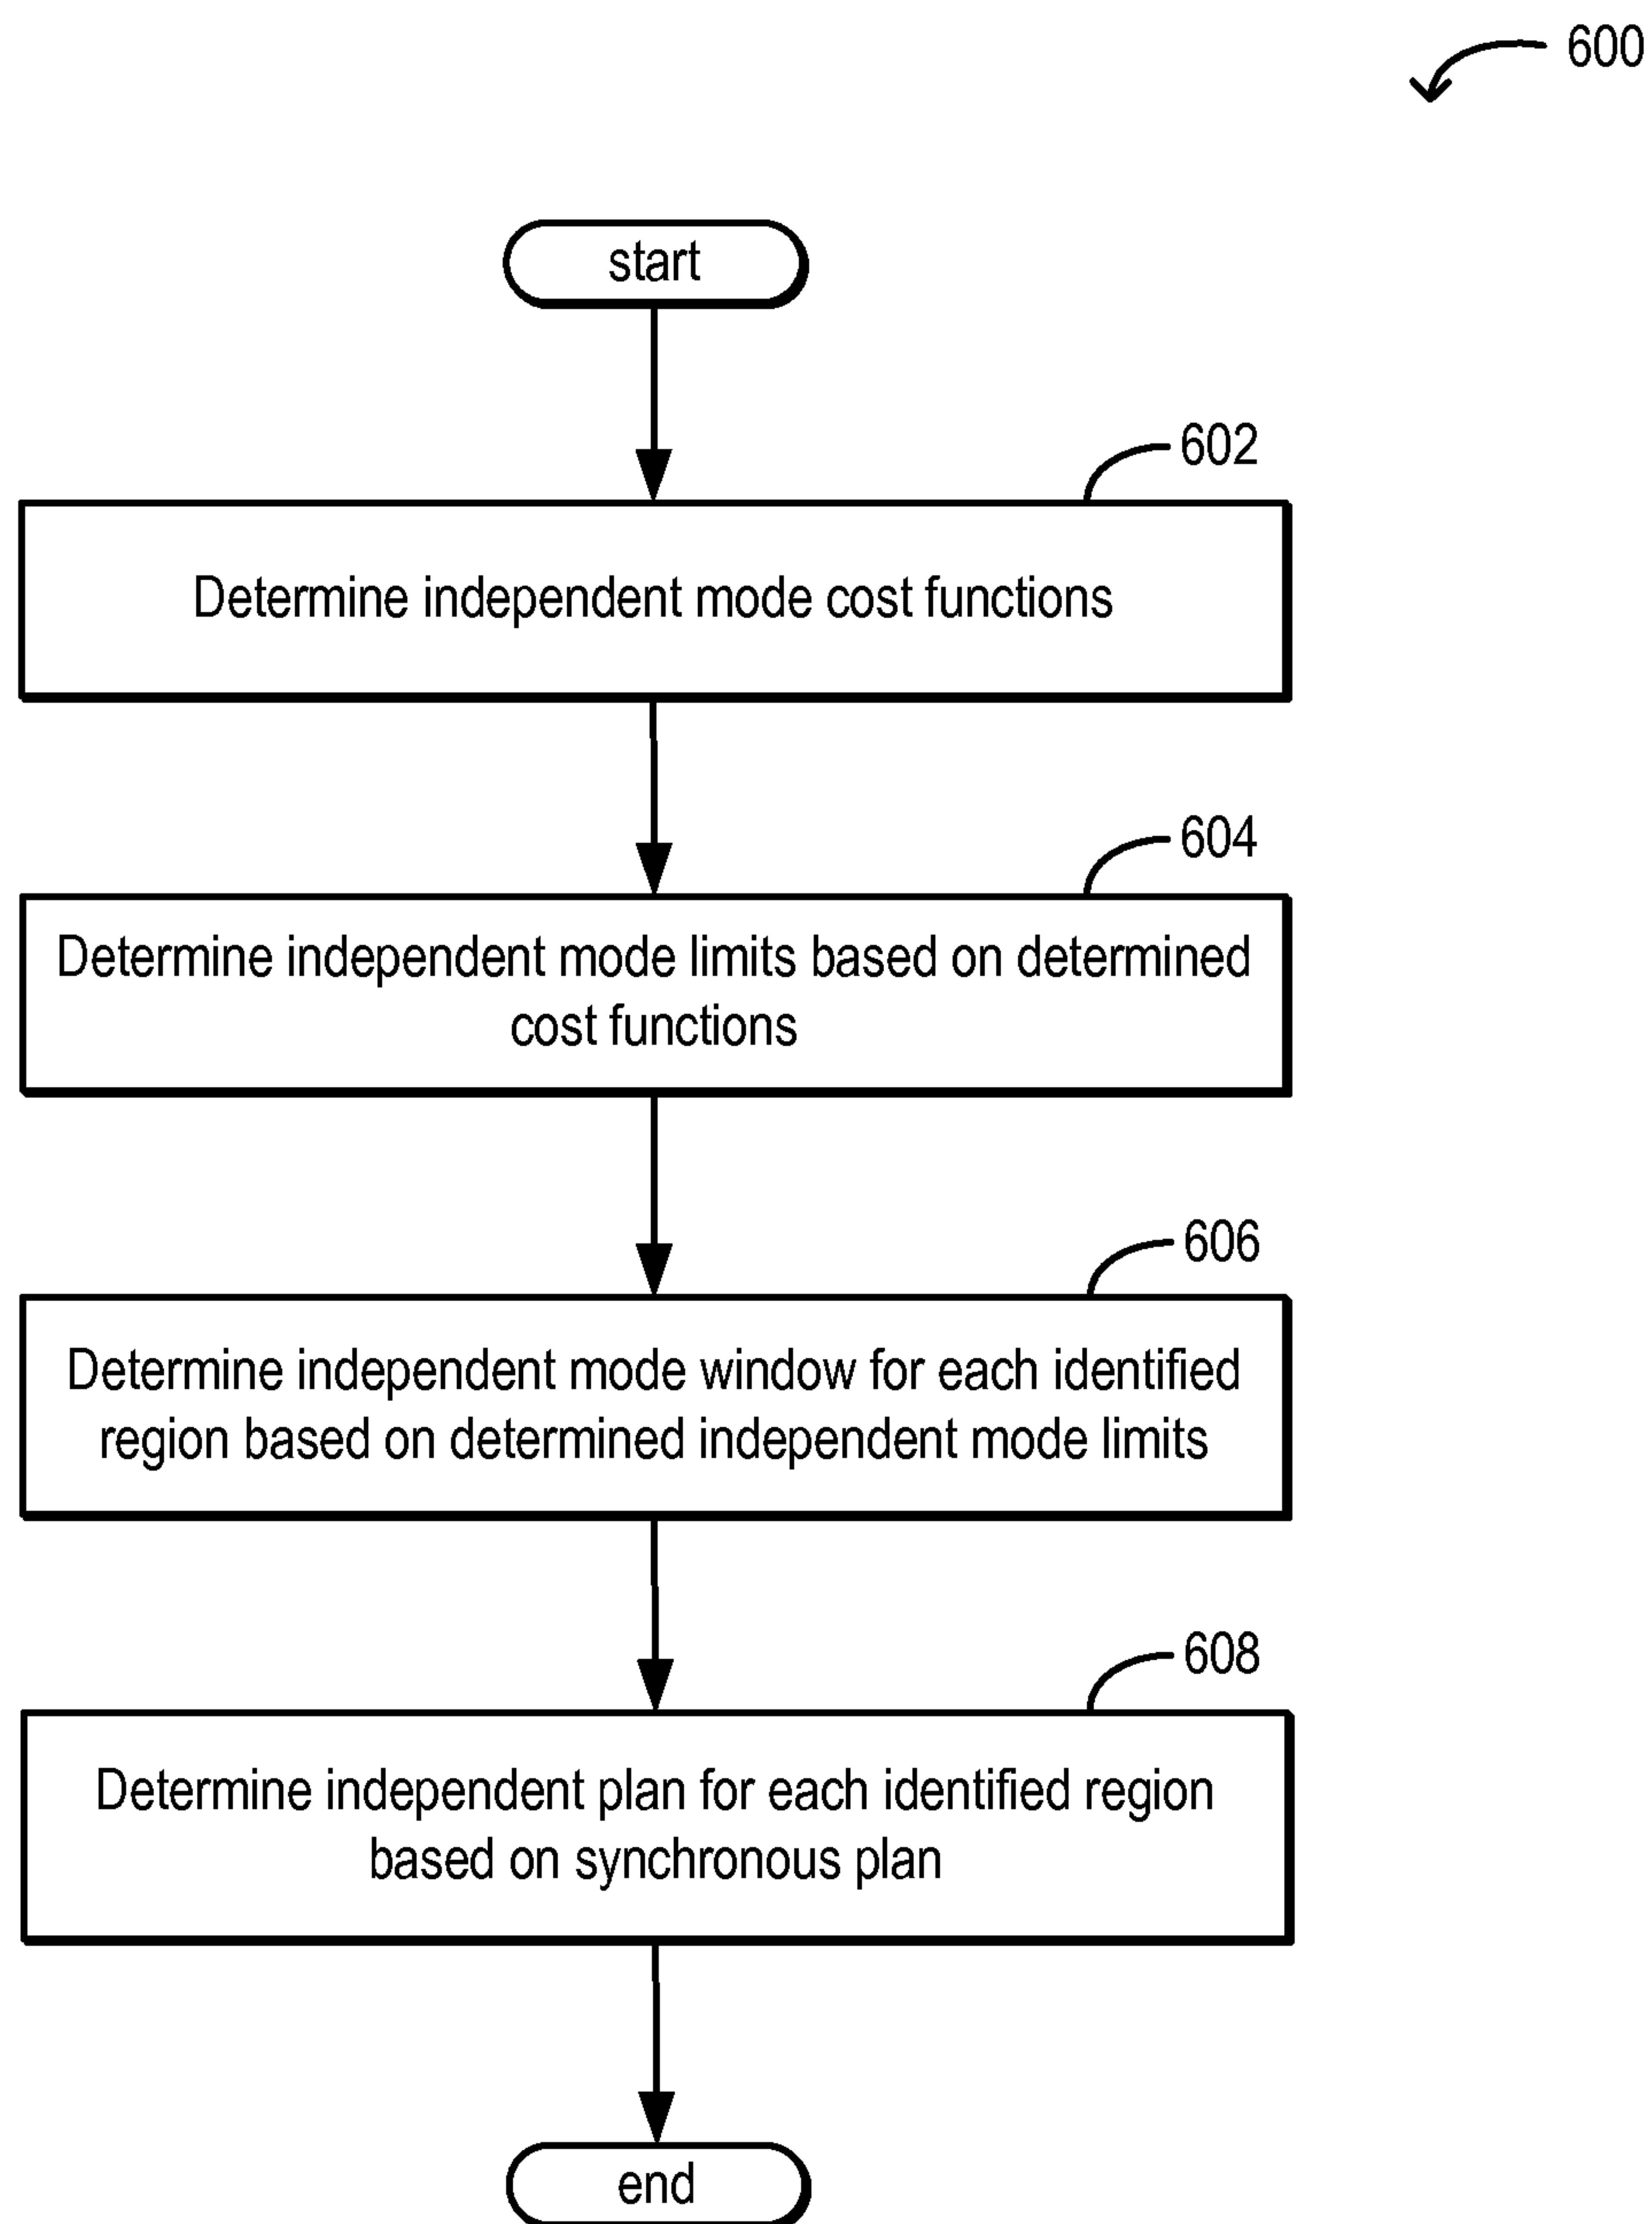 600
start
602
Determine independent mode cost functions
604
Determine independent mode limits based on determined
cost functions
606
Determine independent mode window for each identified
region based on determined independent mode limits
608
Determine independent plan for each identified region
based on synchronous plan
end